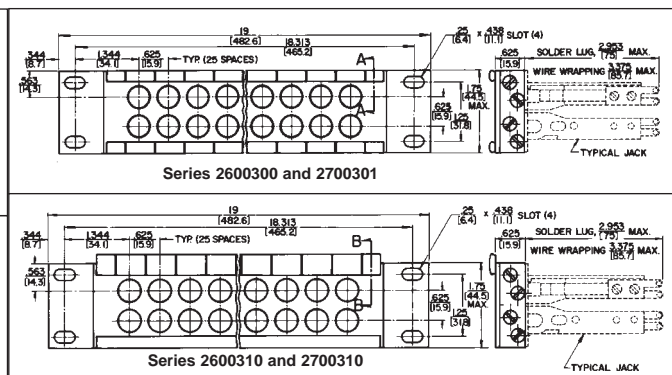 19
[482.6]
18.313
[465.2]
.344
[8.7]
1.344
[34.1]
.625
[15.9]
TYP. (25 SPACES)
A
.25 x .438 SLOT (4)
[6.4] [11.1]
.563
[14.3]
A
.625
[15.9]
1.25
[31.8]
1.75
[44.5]
MAX.
.625
[15.9]
SOLDER LUG, 2.953 MAX.
[75]
WIRE WRAPPING 3.375 MAX.
[85.7]
TYPICAL JACK
Series 2600300 and 2700301
19
[482.6]
18.313
[465.2]
.344
[8.7]
1.344
[34.1]
.625
[15.9]
TYP. (25 SPACES)
B
.25 x .438 SLOT (4)
[6.4] [11.1]
.563
[14,3]
B
.625
[15.9]
1.25
[31.8]
1.75
[44.5]
MAX.
.625
[15.9]
SOLDER LUG, 2.953 MAX.
[75]
WIRE WRAPPING 3.375 MAX.
[85.7]
TYPICAL JACK
Series 2600310 and 2700310